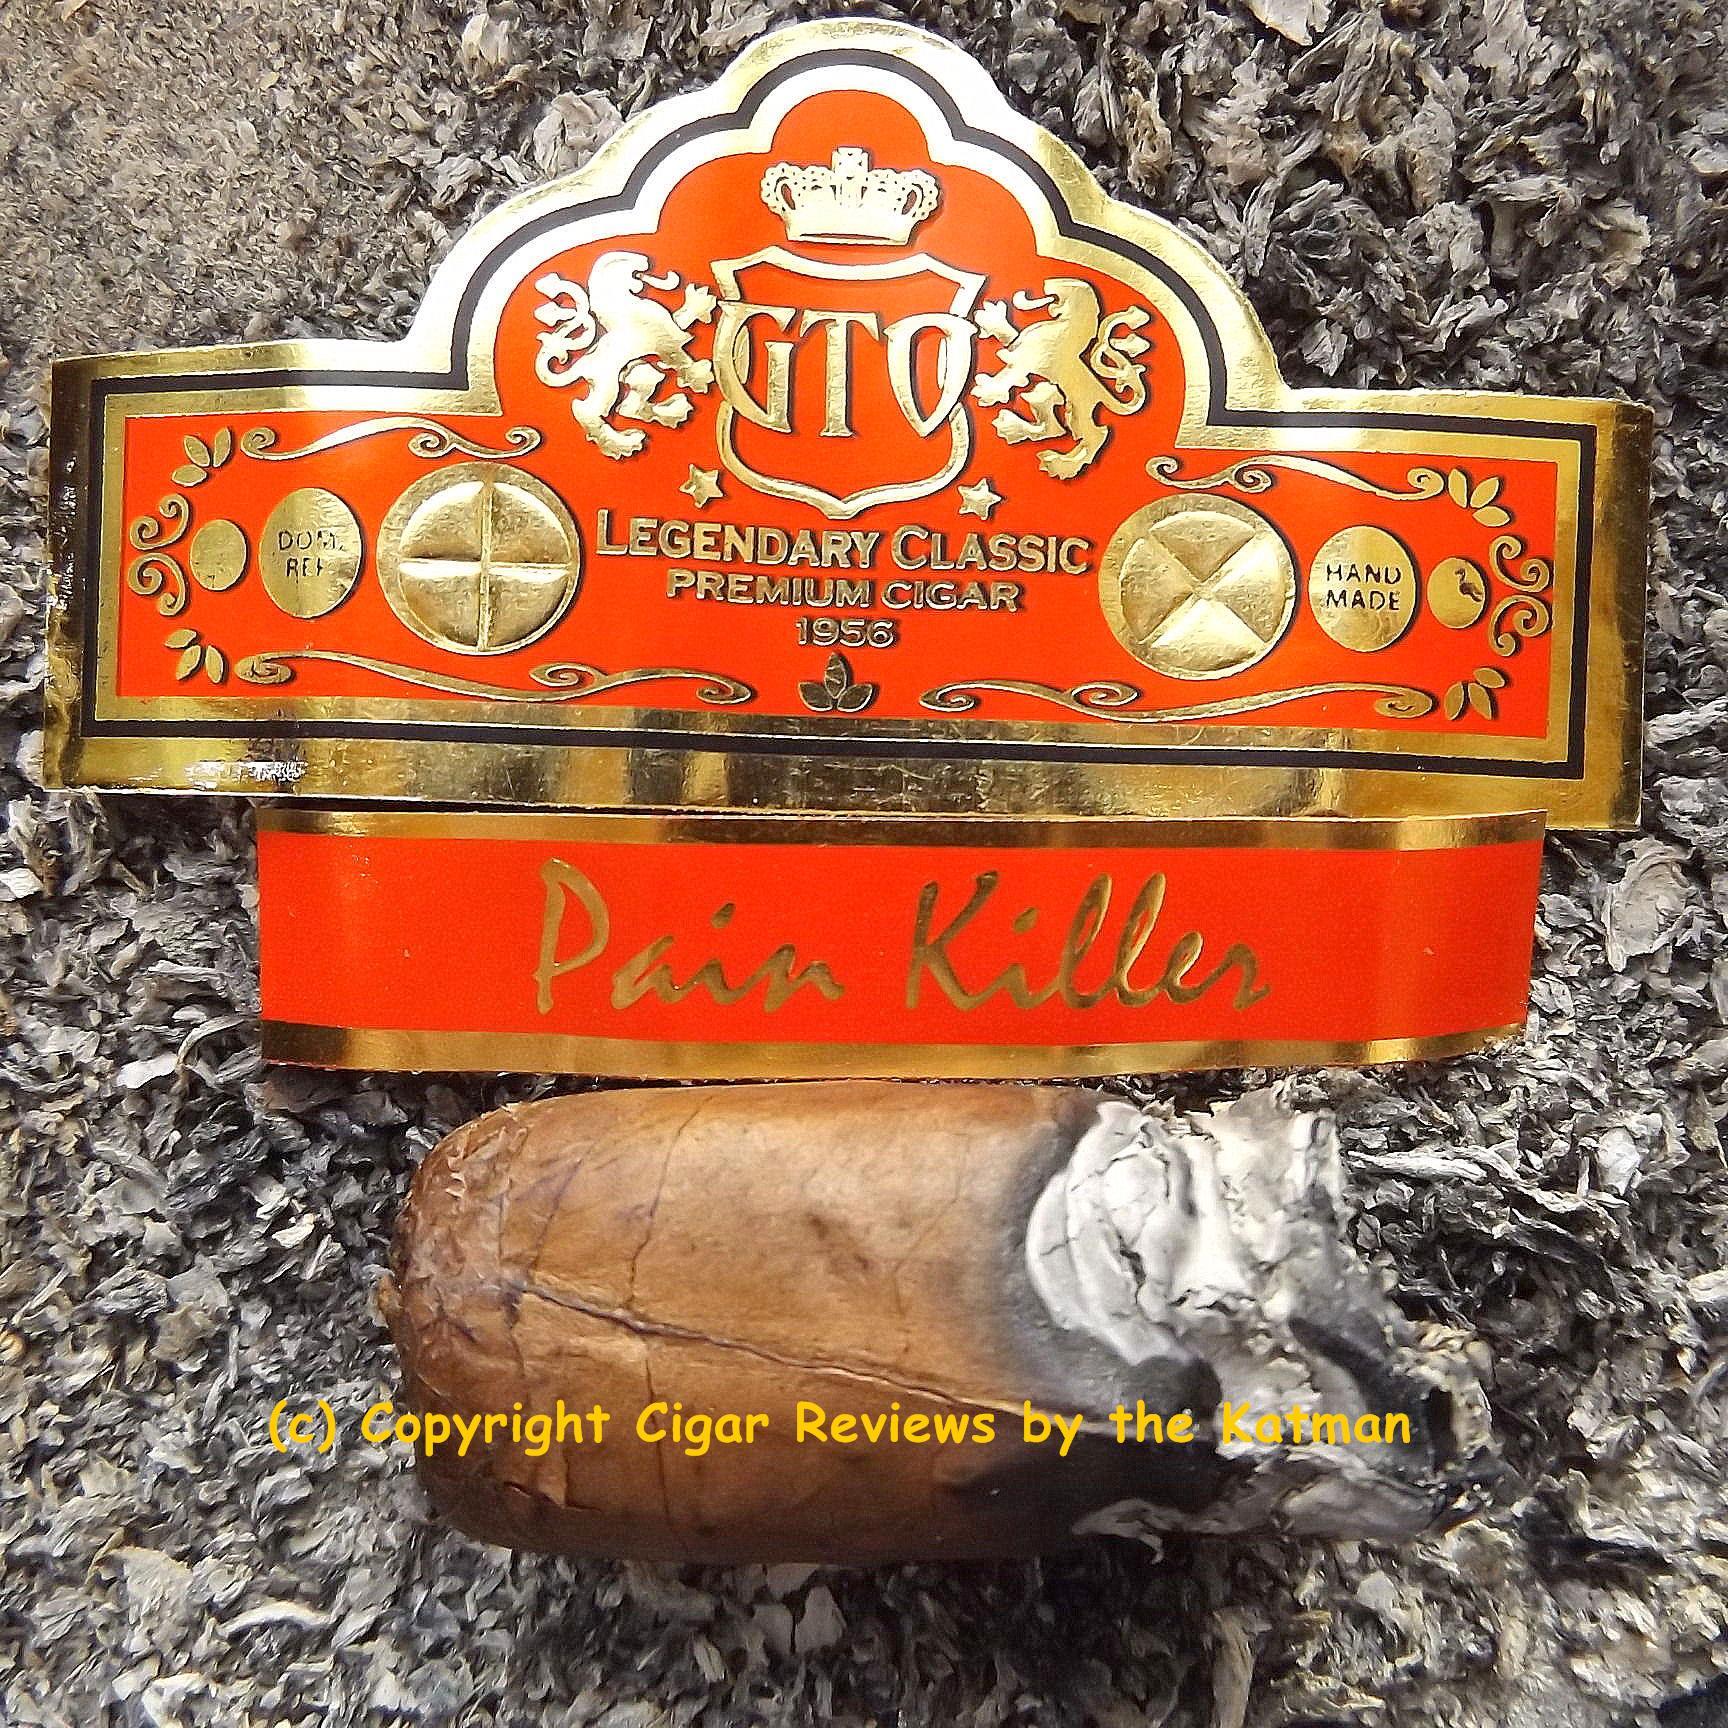 GTO
LEGENDARY CLASSIC
PREMIUM CIGAR
1956
DOM.
REP
HAND
MADE
Pain Killer
(c) Copyright Cigar Reviews by the Katman